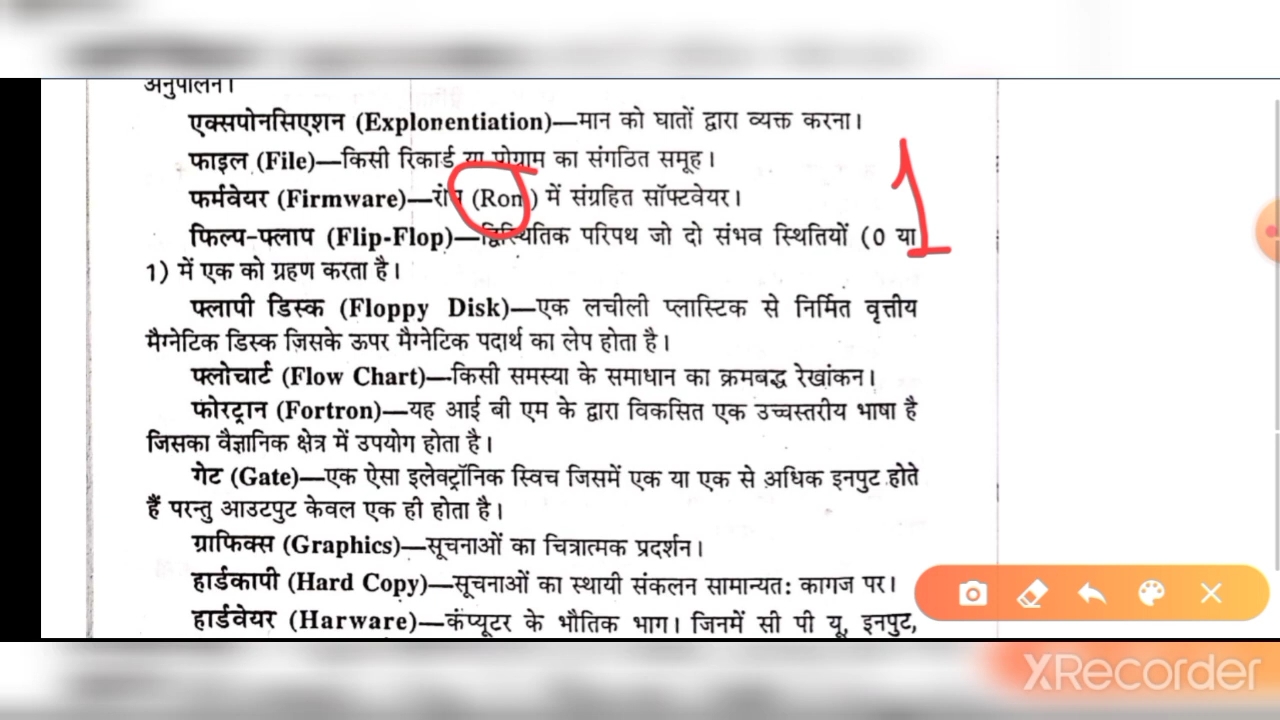 अनुपालन।
एक्सपोनसिएशन (Explonentiation)—मान को घातों द्वारा व्यक्त करना।
फाइल (File)—किसी रिकार्ड या प्रोग्राम का संगठित समूह।
फर्मवेयर (Firmware)—रोम (Rom) में संग्रहित सॉफ्टवेयर।
फिल्प-फ्लाप (Flip-Flop)—द्विस्थितिक परिपथ जो दो संभव स्थितियों (0 या
1) में एक को ग्रहण करता है।
फ्लापी डिस्क (Floppy Disk)—एक लचीली प्लास्टिक से निर्मित वृत्तीय
मैग्नेटिक डिस्क जिसके ऊपर मैग्नेटिक पदार्थ का लेप होता है।
फ्लोचार्ट (Flow Chart)—किसी समस्या के समाधान का क्रमबद्ध रेखांकन।
फोरट्रान (Fortron)—यह आई बी एम के द्वारा विकसित एक उच्चस्तरीय भाषा है
जिसका वैज्ञानिक क्षेत्र में उपयोग होता है।
गेट (Gate)—एक ऐसा इलेक्ट्रॉनिक स्विच जिसमें एक या एक से अधिक इनपुट होते
हैं परन्तु आउटपुट केवल एक ही होता है।
ग्राफिक्स (Graphics)—सूचनाओं का चित्रात्मक प्रदर्शन।
हार्डकापी (Hard Copy)—सूचनाओं का स्थायी संकलन सामान्यत: कागज पर।
हार्डवेयर (Harware)—कंप्यूटर के भौतिक भाग। जिनमें सी पी यू, इनपुट,
1
XRecorder